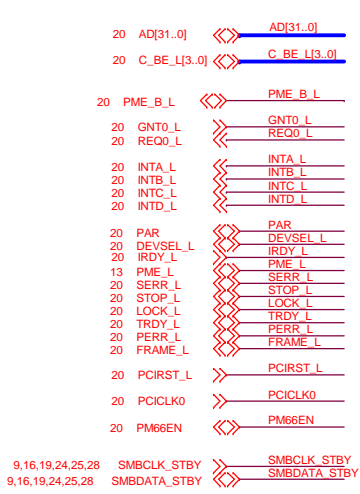 20 AD[31..0] AD[31..0]
20 C_BE_L[3..0] C_BE_L[3..0]
20 PME_B_L PME_B_L
20 GNT0_L GNT0_L
20 REQ0_L REQ0_L
20 INTA_L INTA_L
20 INTB_L INTB_L
20 INTC_L INTC_L
20 INTD_L INTD_L
20 PAR PAR
20 DEVSEL_L DEVSEL_L
20 IRDY_L IRDY_L
13 PME_L PME_L
20 SERR_L SERR_L
20 STOP_L STOP_L
20 LOCK_L LOCK_L
20 TRDY_L TRDY_L
20 PERR_L PERR_L
20 FRAME_L FRAME_L
20 PCIRST_L PCIRST_L
20 PCICLK0 PCICLK0
20 PM66EN PM66EN
9,16,19,24,25,28 SMBCLK_STBY SMBCLK_STBY
9,16,19,24,25,28 SMBDATA_STBY SMBDATA_STBY